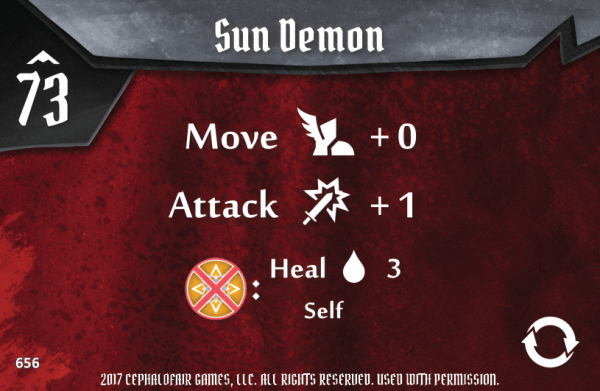 Sun Demon
73
Move + 0
Attack + 1
: Heal 3
Self
656
2017 CEPHALOFAIR GAMES, LLC. ALL RIGHTS RESERVED. USED WITH PERMISSION.